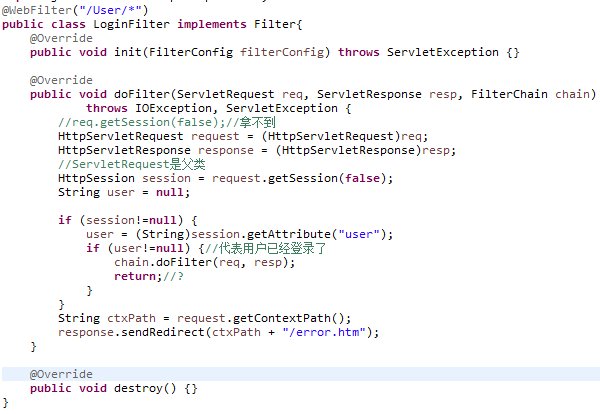 @WebFilter("/User/*")
public class LoginFilter implements Filter{
    @Override
    public void init(FilterConfig filterConfig) throws ServletException {}

    @Override
    public void doFilter(ServletRequest req, ServletResponse resp, FilterChain chain)
            throws IOException, ServletException {
        //req.getSession(false);//拿不到
        HttpServletRequest request = (HttpServletRequest)req;
        HttpServletResponse response = (HttpServletResponse)resp;
        //ServletRequest是父类
        HttpSession session = request.getSession(false);
        String user = null;

        if (session!=null) {
            user = (String)session.getAttribute("user");
            if (user!=null) {//代表用户已经登录了
                chain.doFilter(req, resp);
                return;//?
            }
        }
        String ctxPath = request.getContextPath();
        response.sendRedirect(ctxPath + "/error.htm");
    }

    @Override
    public void destroy() {}
}